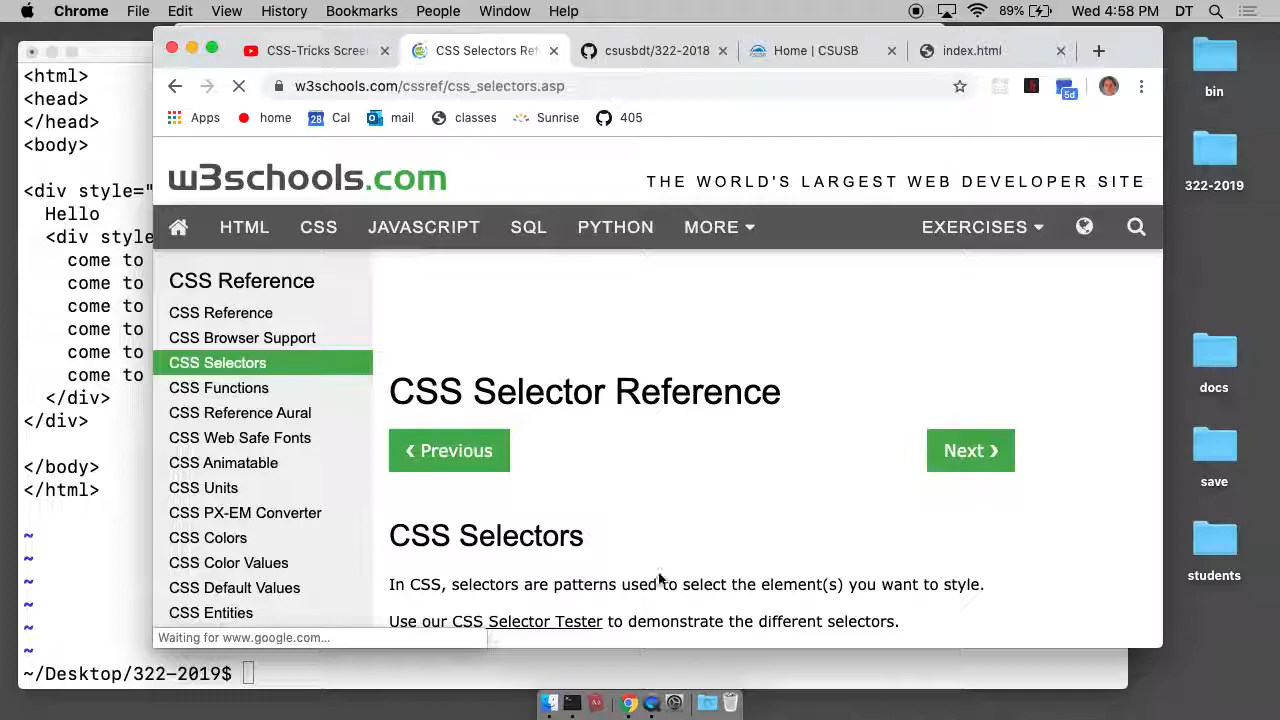 Chrome File Edit View History Bookmarks People Window Help 89% Wed 4:58 PM DT
CSS-Tricks Scree
CSS Selectors Ref
csusbdt/322-2018
Home | CSUSB
index.html
w3schools.com/cssref/css_selectors.asp
5d
Apps home 28 Cal mail classes Sunrise 405
<html>
<head>
</head>
<body>
<div style="
Hello
<div style
come to
come to
come to
come to
come to
come to
</div>
</div>
</body>
</html>
~
~
~
~
~
~
~/Desktop/322-2019$
w3schools.com
THE WORLD'S LARGEST WEB DEVELOPER SITE
HTML CSS JAVASCRIPT SQL PYTHON MORE EXERCISES
CSS Reference
CSS Reference
CSS Browser Support
CSS Selectors
CSS Functions
CSS Reference Aural
CSS Web Safe Fonts
CSS Animatable
CSS Units
CSS PX-EM Converter
CSS Colors
CSS Color Values
CSS Default Values
CSS Entities
Waiting for www.google.com...
CSS Selector Reference
❮ Previous
Next ❯
CSS Selectors
In CSS, selectors are patterns used to select the element(s) you want to style.
Use our CSS Selector Tester to demonstrate the different selectors.
bin
322-2019
docs
save
students